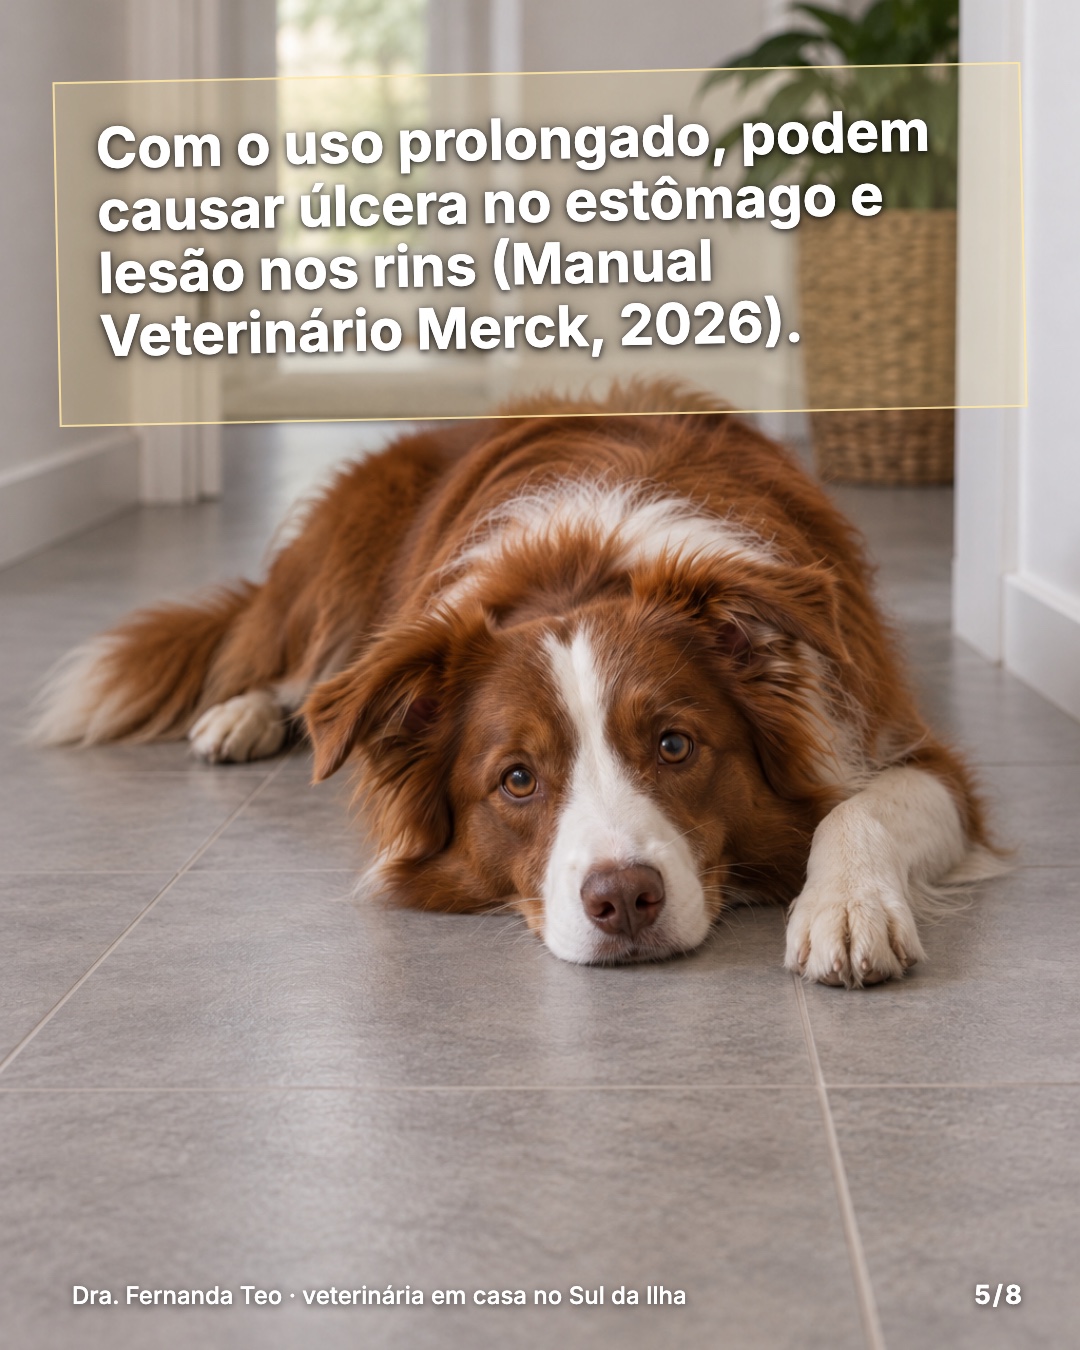 Com o uso prolongado, podem
causar úlcera no estômago e
lesão nos rins (Manual
Veterinário Merck, 2026).
Dra. Fernanda Teo · veterinária em casa no Sul da Ilha
5/8